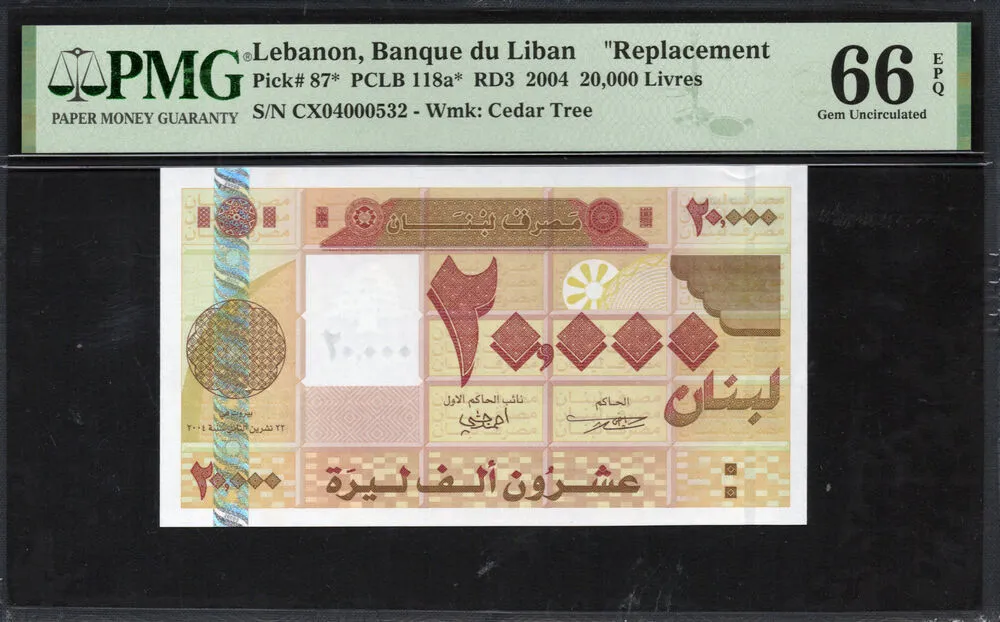 PMG®
PAPER MONEY GUARANTY
Lebanon, Banque du Liban "Replacement
Pick# 87* PCLB 118a* RD3 2004 20,000 Livres
S/N CX04000532 - Wmk: Cedar Tree
66 EPQ
Gem Uncirculated
مصرف لبنان
٢٠,٠٠٠
٢٠,٠٠٠
٢٠,٠٠٠
لبنان
الحاكم
نائب الحاكم الاول
بيروت في
٢٢ تشرين الثاني سنة ٢٠٠٤
٢٠,٠٠٠
عشرون ألف ليرة